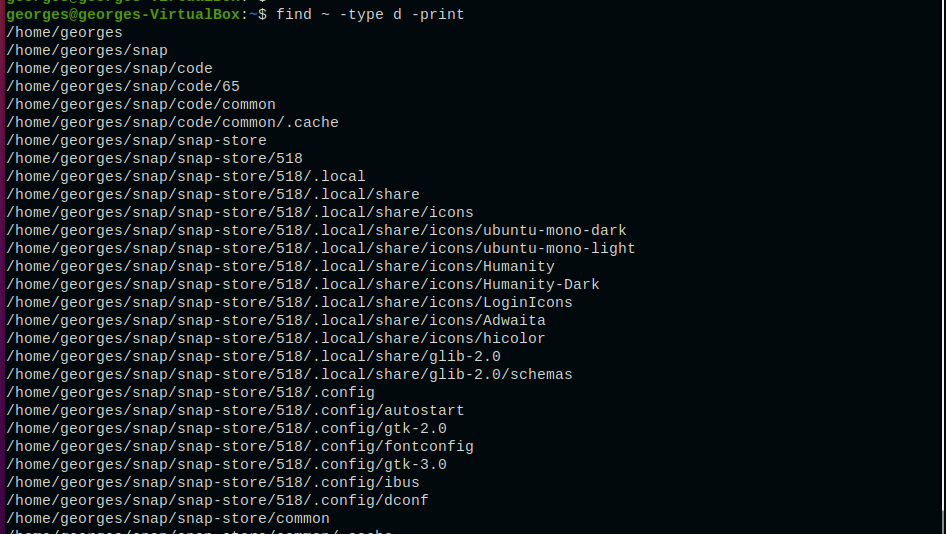 georges@georges-VirtualBox:~$
georges@georges-VirtualBox:~$ find ~ -type d -print
/home/georges
/home/georges/snap
/home/georges/snap/code
/home/georges/snap/code/65
/home/georges/snap/code/common
/home/georges/snap/code/common/.cache
/home/georges/snap/snap-store
/home/georges/snap/snap-store/518
/home/georges/snap/snap-store/518/.local
/home/georges/snap/snap-store/518/.local/share
/home/georges/snap/snap-store/518/.local/share/icons
/home/georges/snap/snap-store/518/.local/share/icons/ubuntu-mono-dark
/home/georges/snap/snap-store/518/.local/share/icons/ubuntu-mono-light
/home/georges/snap/snap-store/518/.local/share/icons/Humanity
/home/georges/snap/snap-store/518/.local/share/icons/Humanity-Dark
/home/georges/snap/snap-store/518/.local/share/icons/LoginIcons
/home/georges/snap/snap-store/518/.local/share/icons/Adwaita
/home/georges/snap/snap-store/518/.local/share/icons/hicolor
/home/georges/snap/snap-store/518/.local/share/glib-2.0
/home/georges/snap/snap-store/518/.local/share/glib-2.0/schemas
/home/georges/snap/snap-store/518/.config
/home/georges/snap/snap-store/518/.config/autostart
/home/georges/snap/snap-store/518/.config/gtk-2.0
/home/georges/snap/snap-store/518/.config/fontconfig
/home/georges/snap/snap-store/518/.config/gtk-3.0
/home/georges/snap/snap-store/518/.config/ibus
/home/georges/snap/snap-store/518/.config/dconf
/home/georges/snap/snap-store/common
/home/georges/snap/snap-store/common/.cache